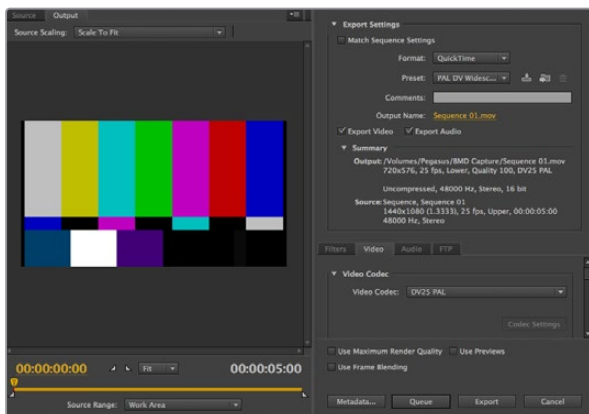 Source Output
Source Scaling: Scale To Fit
00:00:00:00 Fit 00:00:05:00
Source Range: Work Area
Export Settings
Match Sequence Settings
Format: QuickTime
Preset: PAL DV Widesc...
Comments:
Output Name: Sequence 01.mov
Export Video Export Audio
Summary
Output: /Volumes/Pegasus/BMD Capture/Sequence 01.mov
720x576, 25 fps, Lower, Quality 100, DV25 PAL
Uncompressed, 48000 Hz, Stereo, 16 bit
Source: Sequence, Sequence 01
1440x1080 (1.3333), 25 fps, Upper, 00:00:05:00
48000 Hz, Stereo
Filters Video Audio FTP
Video Codec
Video Codec: DV25 PAL
Codec Settings
Use Maximum Render Quality Use Previews
Use Frame Blending
Metadata... Queue Export Cancel